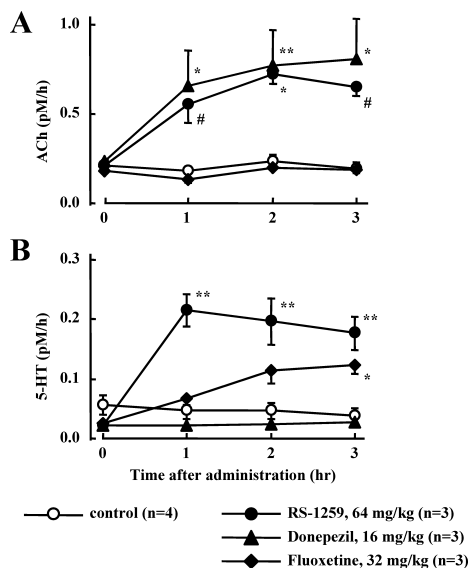 A
1.0
0.5
0.0
ACh (pM/h)
* ** *
# * #
0 1 2 3
B
0.3
0.2
0.1
0.0
5-HT (pM/h)
** ** **
*
0 1 2 3
Time after administration (hr)
control (n=4)
RS-1259, 64 mg/kg (n=3)
Donepezil, 16 mg/kg (n=3)
Fluoxetine, 32 mg/kg (n=3)